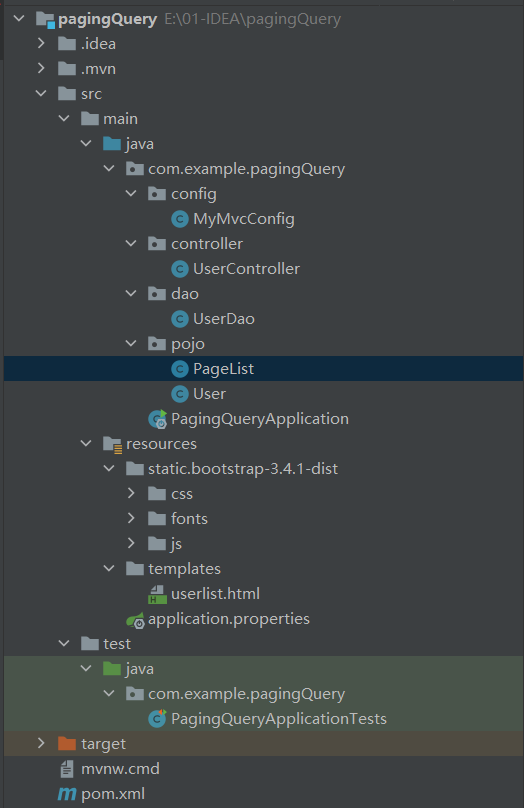 pagingQuery E:\01-IDEA\pagingQuery
.idea
.mvn
src
main
java
com.example.pagingQuery
config
MyMvcConfig
controller
UserController
dao
UserDao
pojo
PageList
User
PagingQueryApplication
resources
static.bootstrap-3.4.1-dist
css
fonts
js
templates
userlist.html
application.properties
test
java
com.example.pagingQuery
PagingQueryApplicationTests
target
mvnw.cmd
pom.xml